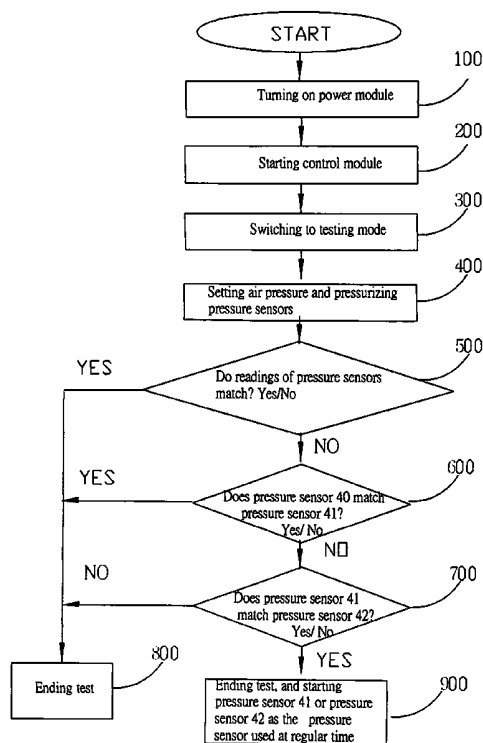 START
100
Turning on power module
200
Starting control module
300
Switching to testing mode
400
Setting air pressure and pressurizing
pressure sensors
500
YES
Do readings of pressure sensors
match? Yes/No
NO
600
YES
Does pressure sensor 40 match
pressure sensor 41?
Yes/ No
NO
700
NO
Does pressure sensor 41
match pressure sensor 42?
Yes/ No
YES
800
Ending test
900
Ending test, and starting
pressure sensor 41 or pressure
sensor 42 as the pressure
sensor used at regular time